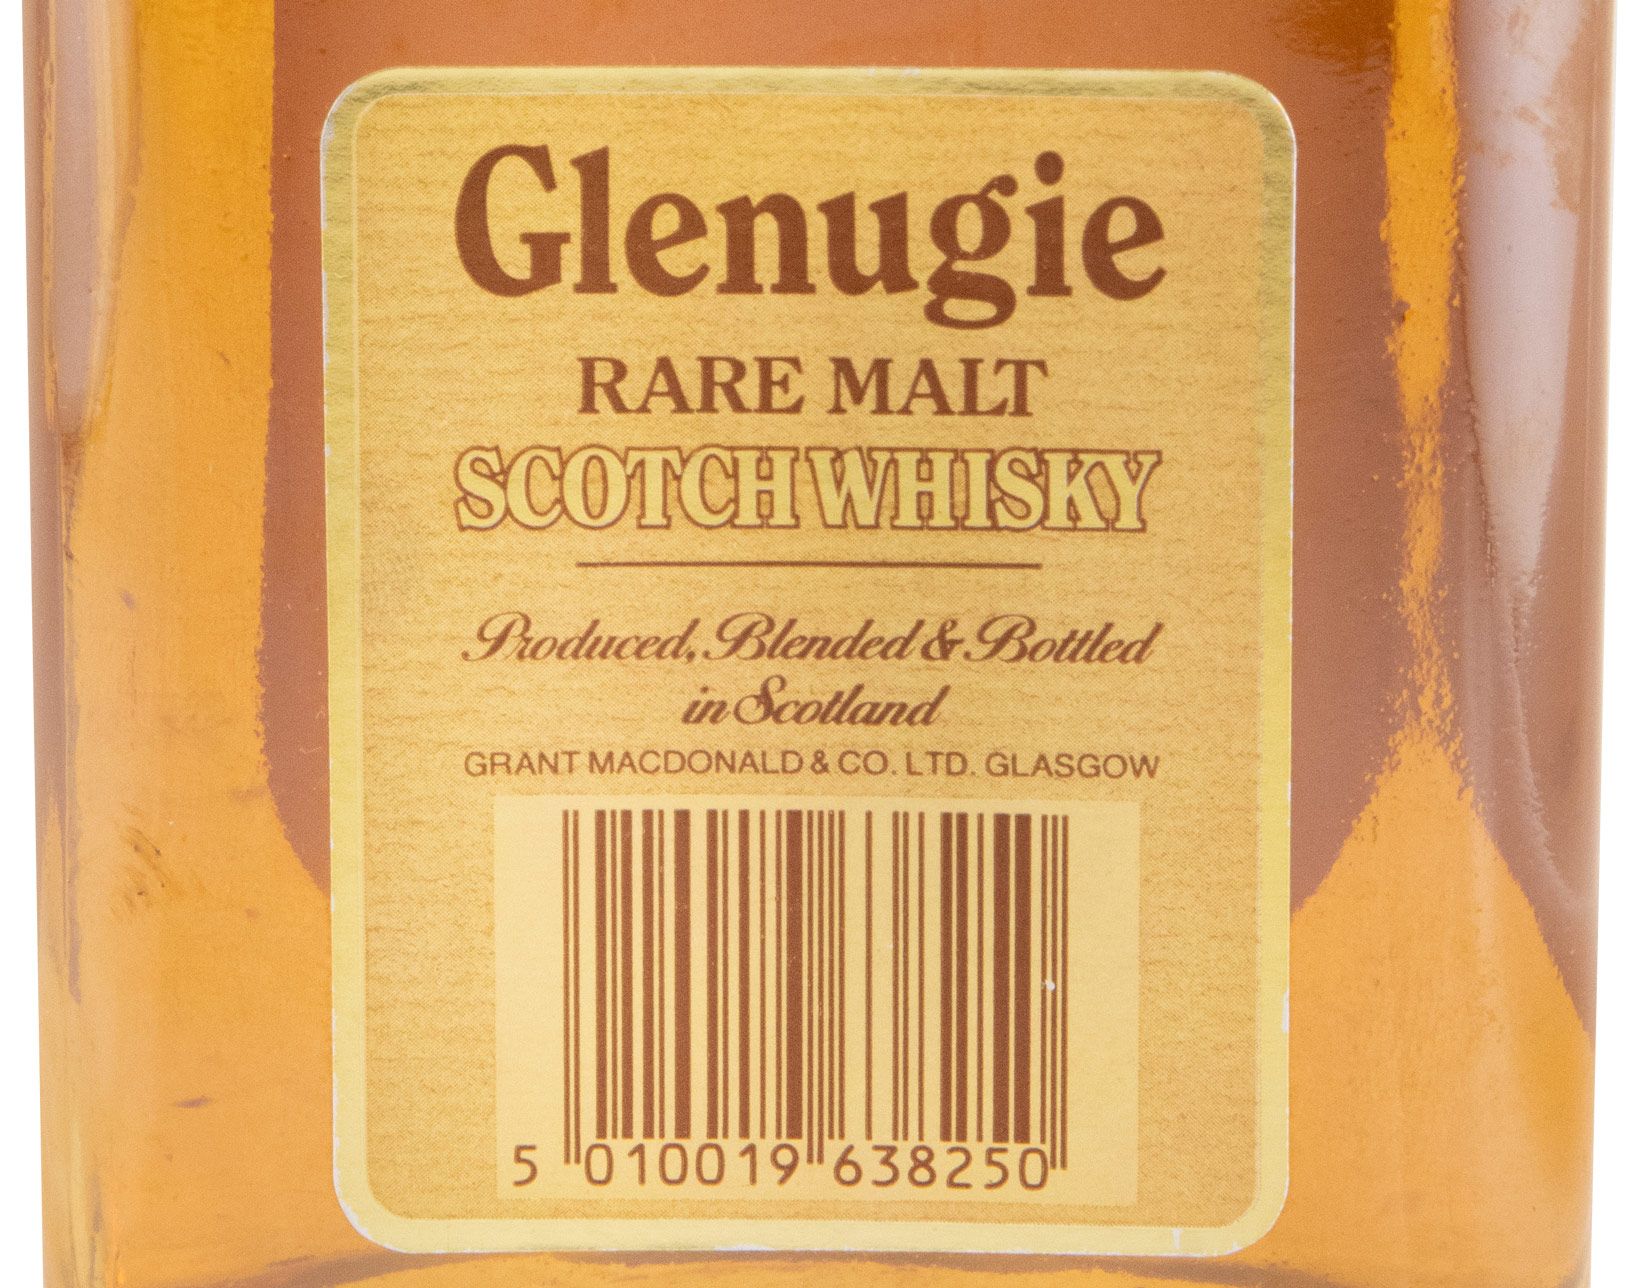 Glenugie
RARE MALT
SCOTCH WHISKY
Produced, Blended & Bottled
in Scotland
GRANT MACDONALD & CO. LTD. GLASGOW
5 010019 638250